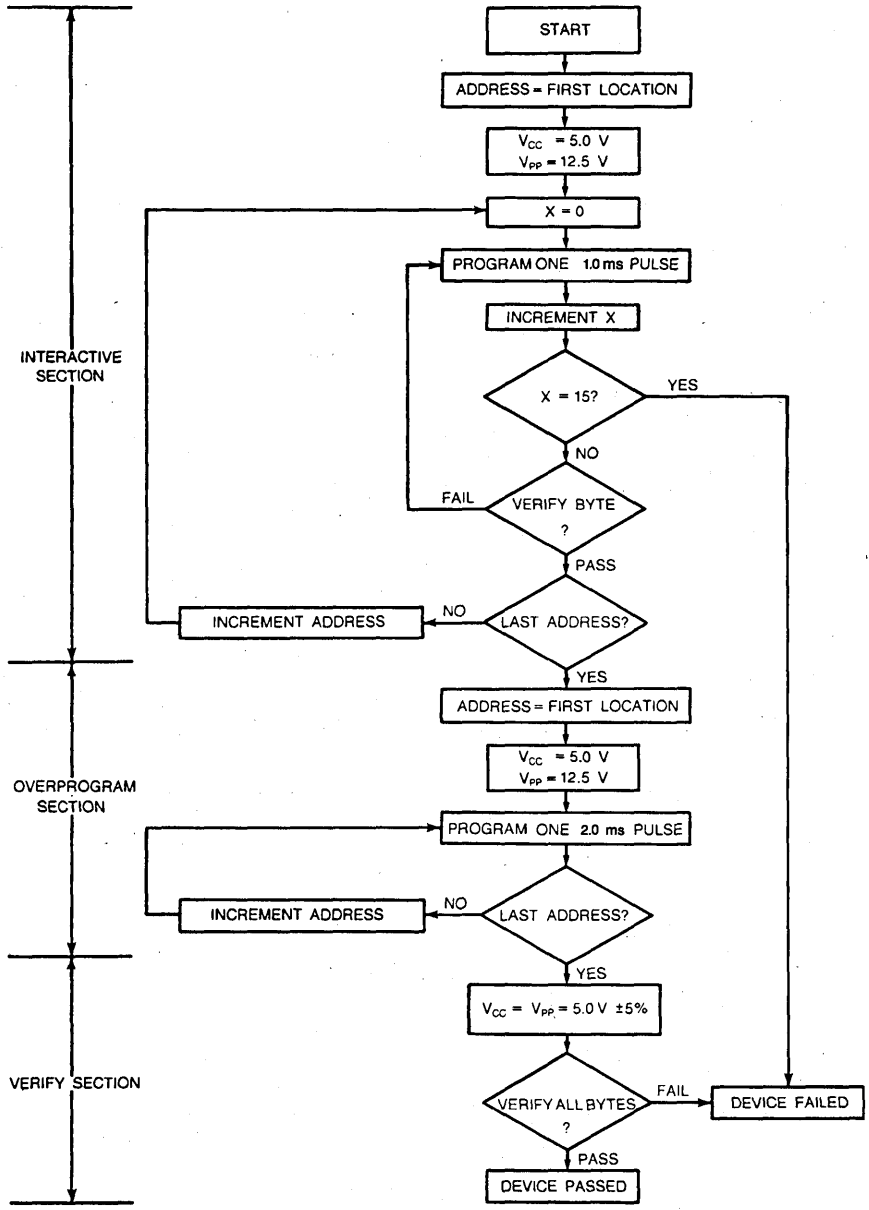 START
ADDRESS = FIRST LOCATION
VCC = 5.0 V
VPP = 12.5 V
X = 0
PROGRAM ONE 1.0 ms PULSE
INCREMENT X
INTERACTIVE
SECTION
X = 15?
YES
NO
FAIL
VERIFY BYTE
?
PASS
INCREMENT ADDRESS
NO
LAST ADDRESS?
YES
ADDRESS = FIRST LOCATION
VCC = 5.0 V
VPP = 12.5 V
OVERPROGRAM
SECTION
PROGRAM ONE 2.0 ms PULSE
INCREMENT ADDRESS
NO
LAST ADDRESS?
YES
VCC = VPP = 5.0 V ±5%
VERIFY SECTION
VERIFY ALL BYTES
?
FAIL
DEVICE FAILED
PASS
DEVICE PASSED